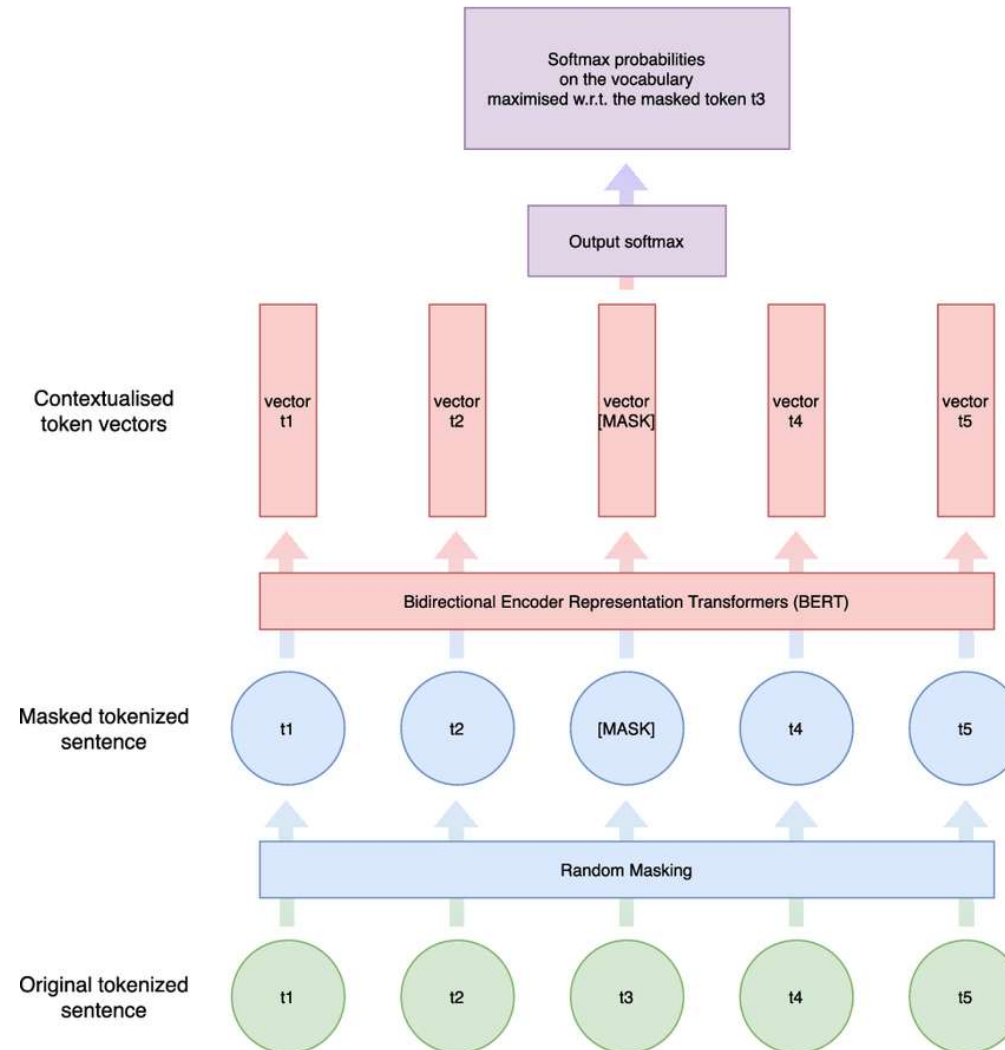 Softmax probabilities
on the vocabulary
maximised w.r.t. the masked token t3
Output softmax
Contextualised
token vectors
vector
t1
vector
t2
vector
[MASK]
vector
t4
vector
t5
Bidirectional Encoder Representation Transformers (BERT)
Masked tokenized
sentence
t1
t2
[MASK]
t4
t5
Random Masking
Original tokenized
sentence
t1
t2
t3
t4
t5